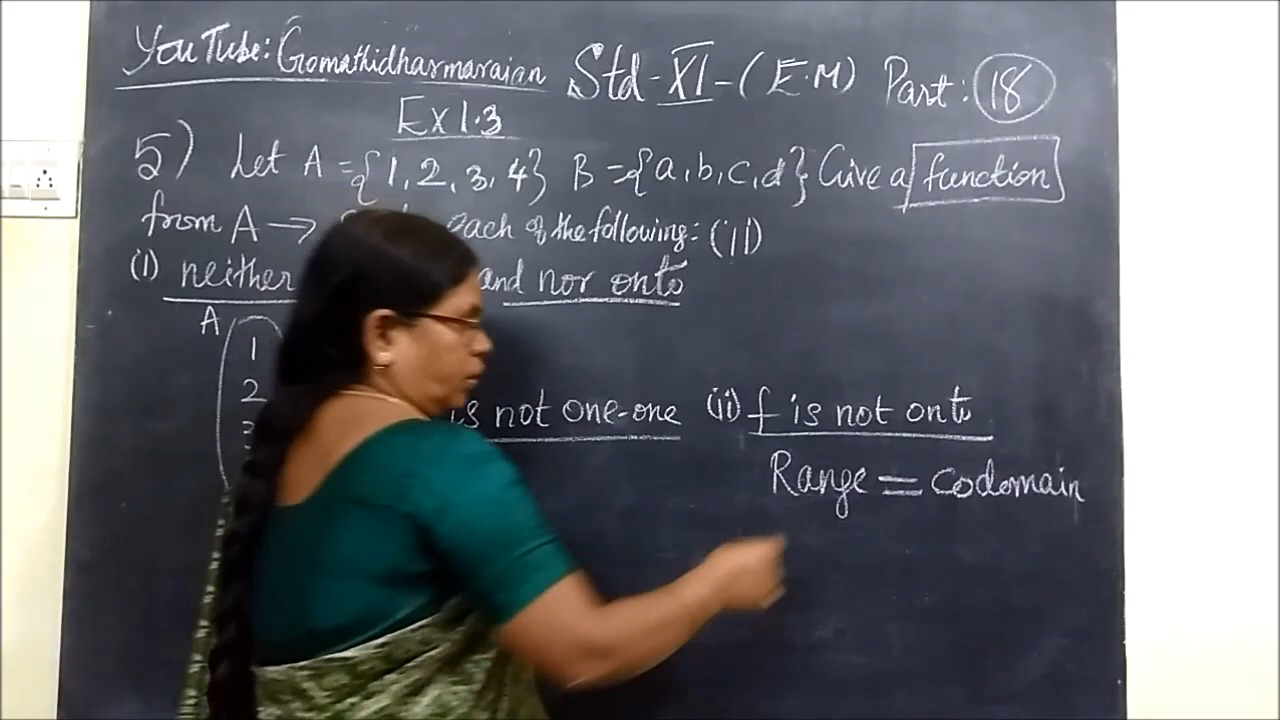 YouTube: Gomathidharmarajan Std-XI-(E.M) Part: 18
Ex 1.3
5) Let A = {1, 2, 3, 4} B = {a, b, c, d}. Give a function
from A → each of the following: (ii)
(i) neither and nor onto
A
1
2
3
is not one-one (ii) f is not onto
Range = codomain